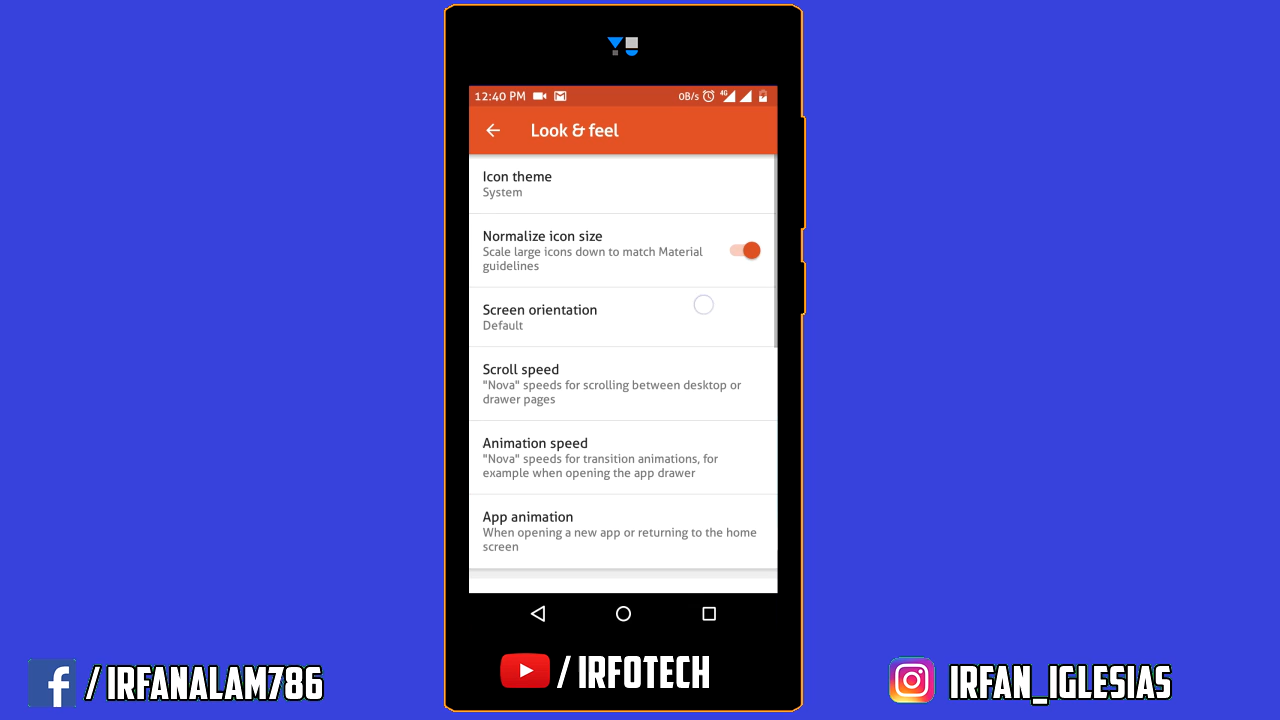 12:40 PM
0B/s
4G
Look & feel
Icon theme
System
Normalize icon size
Scale large icons down to match Material
guidelines
Screen orientation
Default
Scroll speed
"Nova" speeds for scrolling between desktop or
drawer pages
Animation speed
"Nova" speeds for transition animations, for
example when opening the app drawer
App animation
When opening a new app or returning to the home
screen
f / IRFANALAM786
/ IRFOTECH
IRFAN_IGLESIAS